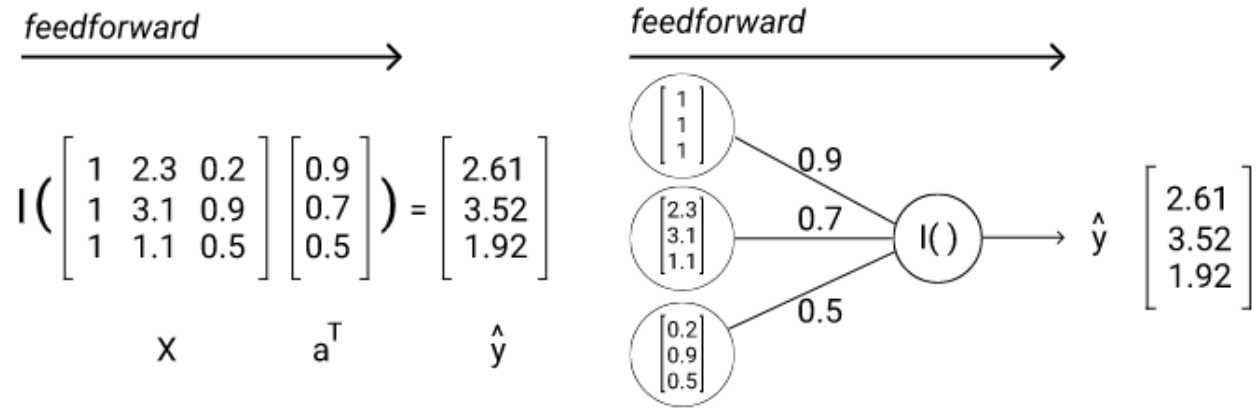 feedforward
I( [ 1 2.3 0.2 ] [ 0.9 ] ) = [ 2.61 ]
1 3.1 0.9 0.7 3.52
1 1.1 0.5 0.5 1.92
X a^T ŷ
feedforward
1
1
1
0.9
2.3
3.1
1.1
0.7
0.2
0.9
0.5
0.5
I( )
ŷ
2.61
3.52
1.92